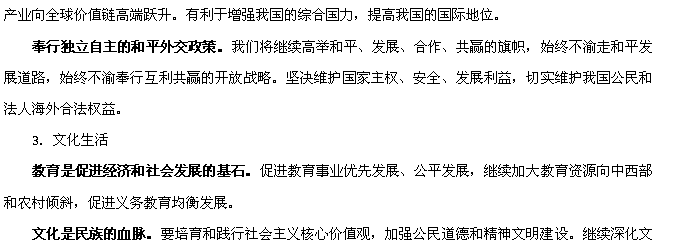 产业向全球价值链高端跃升。有利于增强我国的综合国力，提高我国的国际地位。
奉行独立自主的和平外交政策。我们将继续高举和平、发展、合作、共赢的旗帜，始终不渝走和平发
展道路，始终不渝奉行互利共赢的开放战略。坚决维护国家主权、安全、发展利益，切实维护我国公民和
法人海外合法权益。
3．文化生活
教育是促进经济和社会发展的基石。促进教育事业优先发展、公平发展，继续加大教育资源向中西部
和农村倾斜，促进义务教育均衡发展。
文化是民族的血脉。要培育和践行社会主义核心价值观，加强公民道德和精神文明建设。继续深化文